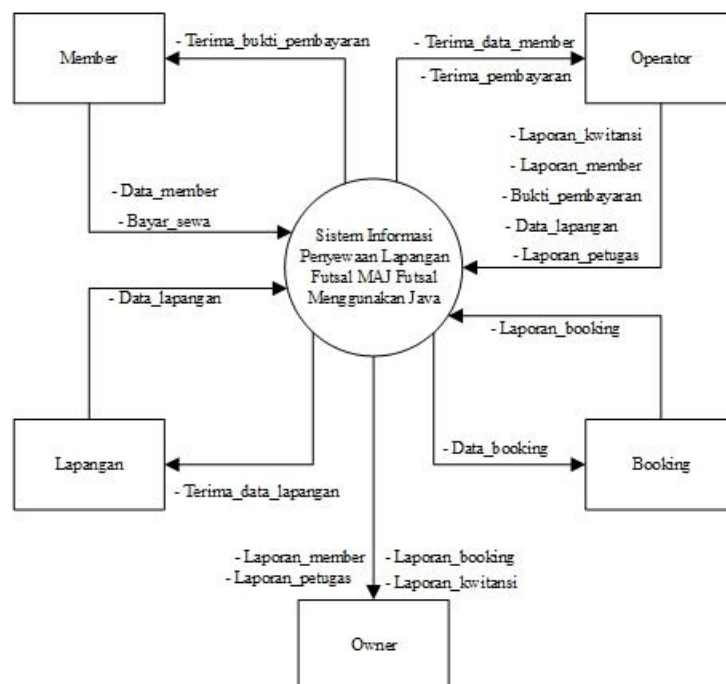 Member
- Terima_bukti_pembayaran
- Terima_data_member
- Terima_pembayaran
Operator
- Data_member
- Bayar_sewa
- Laporan_kwitansi
- Laporan_member
- Bukti_pembayaran
- Data_lapangan
- Laporan_petugas
Sistem Informasi
Penyewaan Lapangan
Futsal MAJ Futsal
Menggunakan Java
- Data_lapangan
- Laporan_booking
Lapangan
- Terima_data_lapangan
- Data_booking
Booking
- Laporan_member
- Laporan_petugas
- Laporan_booking
- Laporan_kwitansi
Owner